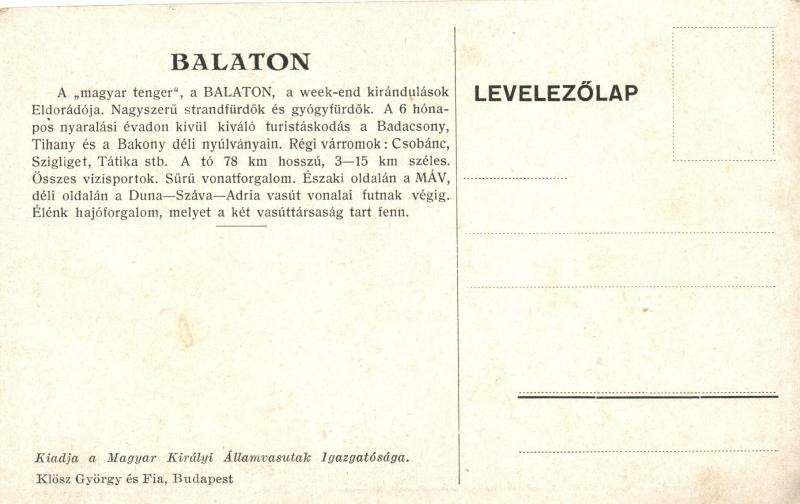 BALATON
A „magyar tenger“, a BALATON, a week-end kirándulások
Eldorádója. Nagyszerű strandfürdők és gyógyfürdők. A 6 hóna-
pos nyaralási évadon kivül kiváló turistáskodás a Badacsony,
Tihany és a Bakony déli nyúlványain. Régi várromok: Csobánc,
Szigliget, Tátika stb. A tó 78 km hosszú, 3—15 km széles.
Összes vízisportok. Sűrü vonatforgalom. Északi oldalán a MÁV,
déli oldalán a Duna—Száva—Adria vasút vonalai futnak végig.
Élénk hajóforgalom, melyet a két vasúttársaság tart fenn.
Kiadja a Magyar Királyi Államvasutak Igazgatósága.
Klösz György és Fia, Budapest
LEVELEZŐLAP